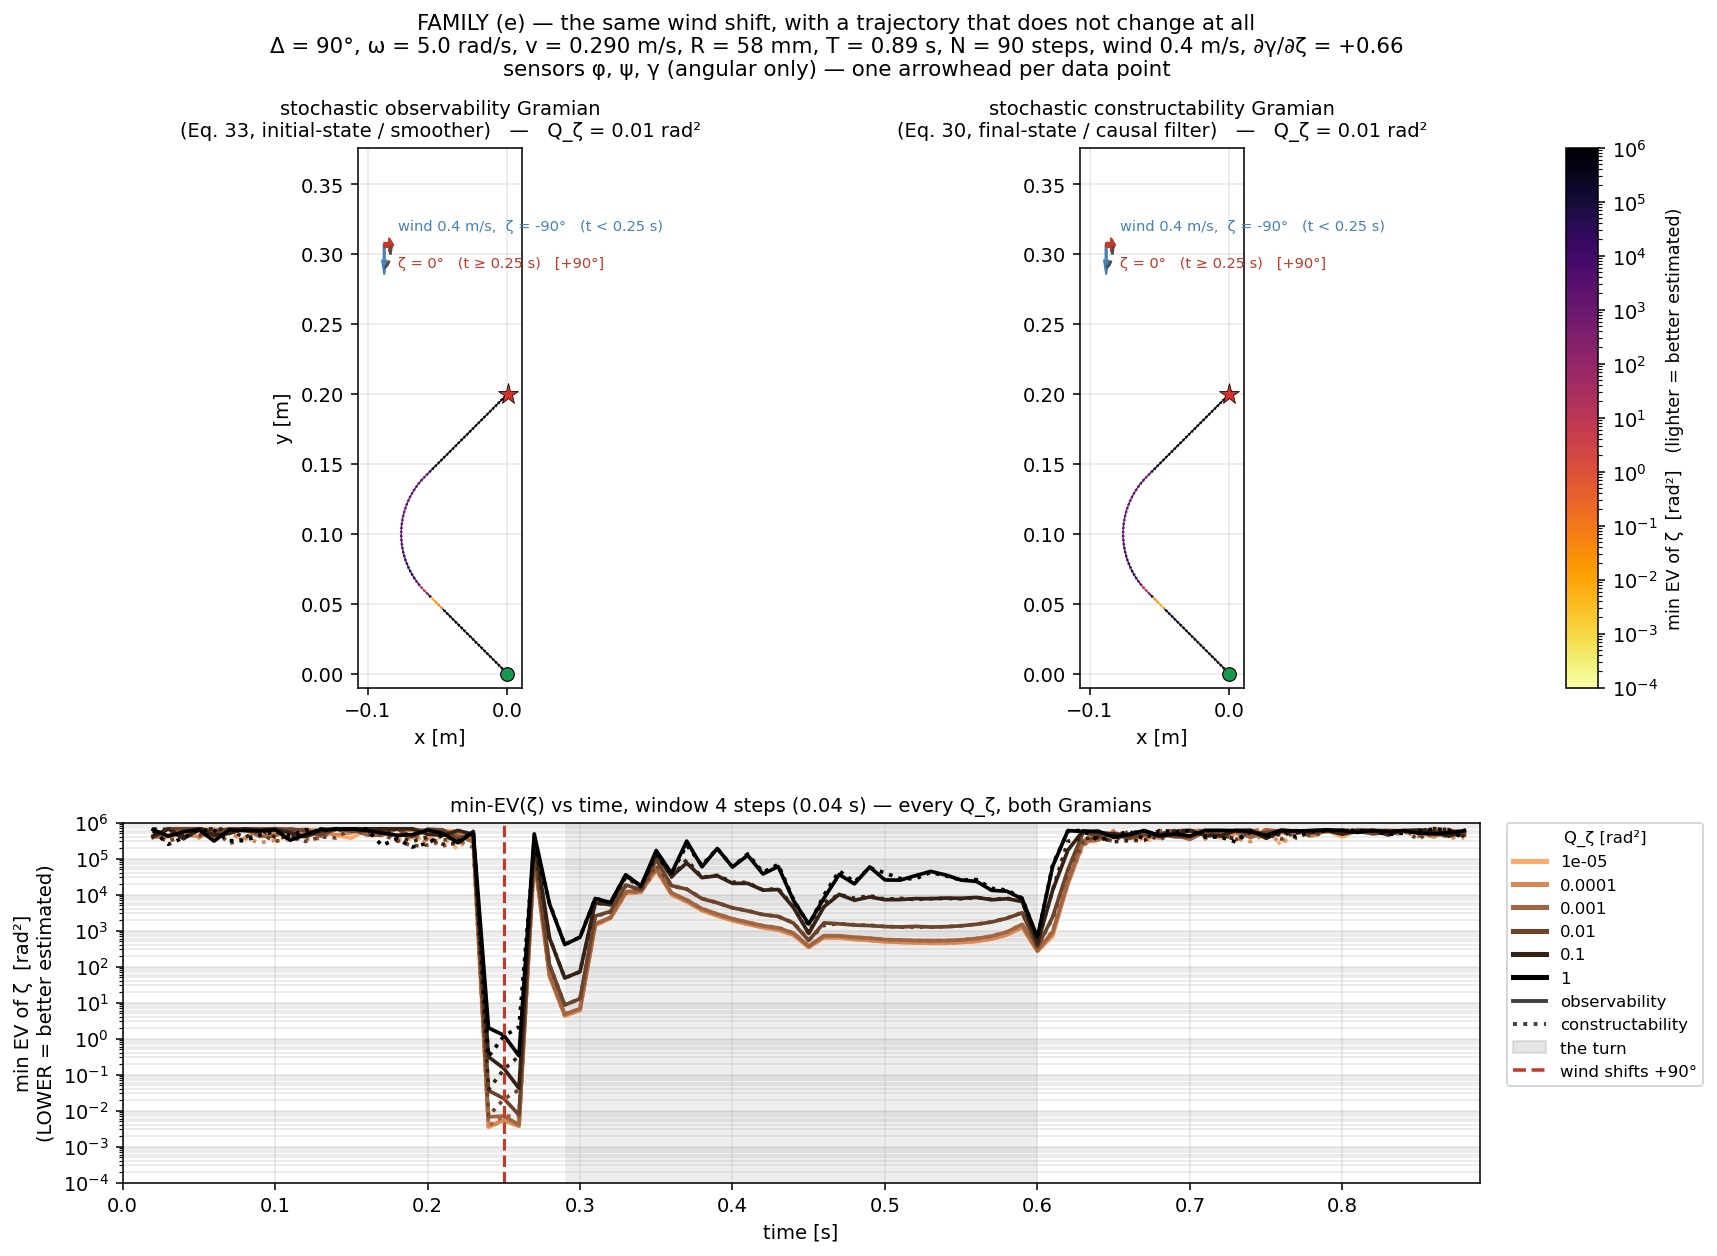 FAMILY (e) — the same wind shift, with a trajectory that does not change at all
Δ = 90°, ω = 5.0 rad/s, v = 0.290 m/s, R = 58 mm, T = 0.89 s, N = 90 steps, wind 0.4 m/s, ∂γ/∂ζ = +0.66
sensors φ, ψ, γ (angular only) — one arrowhead per data point
stochastic observability Gramian
(Eq. 33, initial-state / smoother)   —   Q_ζ = 0.01 rad²
0.35
0.30
0.25
0.20
0.15
0.10
0.05
0.00
y [m]
wind 0.4 m/s,  ζ = -90°   (t < 0.25 s)
ζ = 0°   (t ≥ 0.25 s)   [+90°]
−0.1
0.0
x [m]
stochastic constructability Gramian
(Eq. 30, final-state / causal filter)   —   Q_ζ = 0.01 rad²
0.35
0.30
0.25
0.20
0.15
0.10
0.05
0.00
wind 0.4 m/s,  ζ = -90°   (t < 0.25 s)
ζ = 0°   (t ≥ 0.25 s)   [+90°]
−0.1
0.0
x [m]
10⁶
10⁵
10⁴
10³
10²
10¹
10⁰
10⁻¹
10⁻²
10⁻³
10⁻⁴
min EV of ζ  [rad²]   (lighter = better estimated)
min-EV(ζ) vs time, window 4 steps (0.04 s) — every Q_ζ, both Gramians
min EV of ζ  [rad²]
(LOWER = better estimated)
10⁶
10⁵
10⁴
10³
10²
10¹
10⁰
10⁻¹
10⁻²
10⁻³
10⁻⁴
0.0
0.1
0.2
0.3
0.4
0.5
0.6
0.7
0.8
time [s]
Q_ζ [rad²]
1e-05
0.0001
0.001
0.01
0.1
1
observability
constructability
the turn
wind shifts +90°